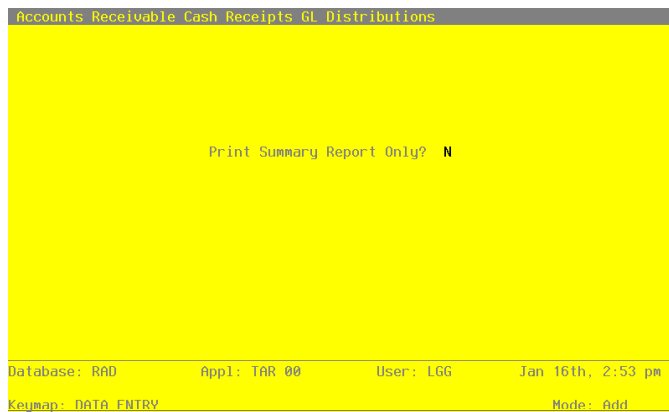 Accounts Receivable Cash Receipts GL Distributions
Print Summary Report Only? N
Database: RAD Appl: TAR 00 User: LGG Jan 16th, 2:53 pm
Keymap: DATA ENTRY Mode: Add